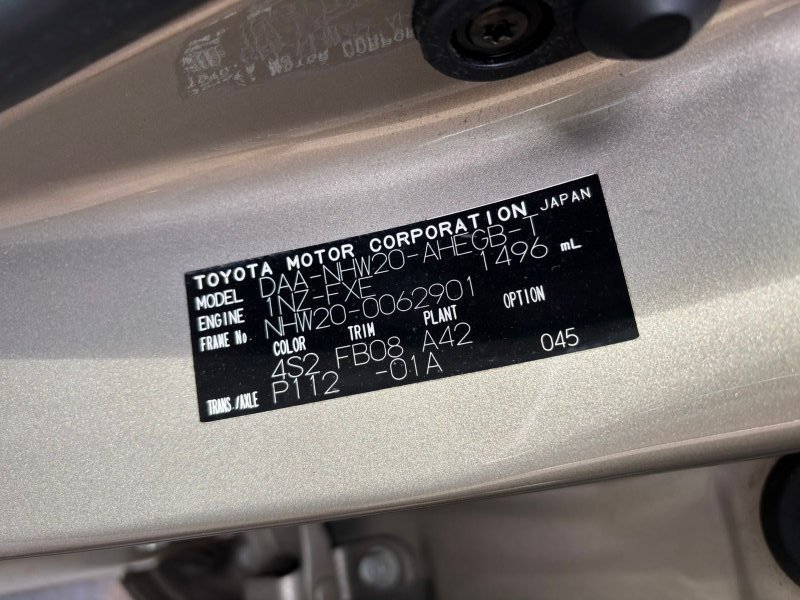 TOYOTA MOTOR CORPORATION JAPAN
MODEL DAA-NHW20-AHEGB-T
ENGINE 1NZ-FXE 1496 mL
FRAME No. NHW20-0062901
COLOR TRIM PLANT OPTION
4S2 FB08 A42
TRANS./AXLE P112 -01A 045